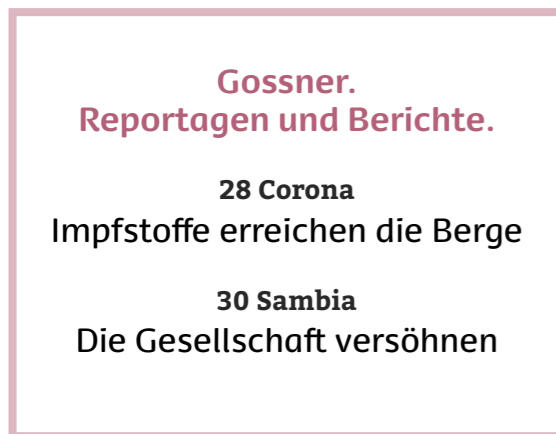 Gossner.
Reportagen und Berichte.
28 Corona
Impfstoffe erreichen die Berge
30 Sambia
Die Gesellschaft versöhnen